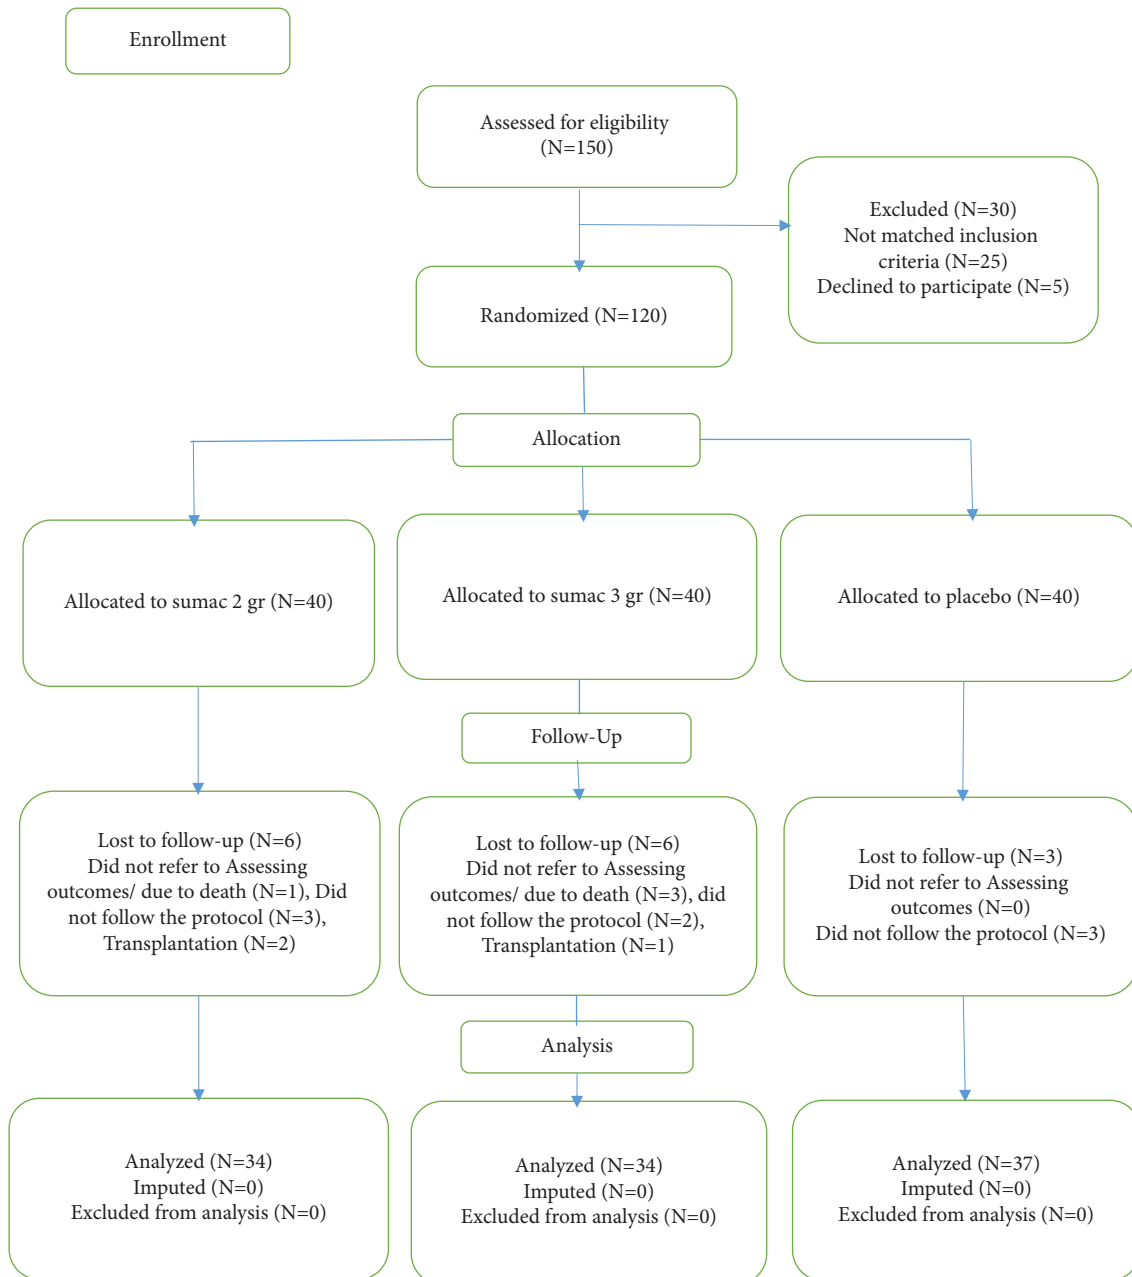 Enrollment
Assessed for eligibility
(N=150)
Excluded (N=30)
Not matched inclusion
criteria (N=25)
Declined to participate (N=5)
Randomized (N=120)
Allocation
Allocated to sumac 2 gr (N=40)
Allocated to sumac 3 gr (N=40)
Allocated to placebo (N=40)
Follow-Up
Lost to follow-up (N=6)
Did not refer to Assessing
outcomes/ due to death (N=1), Did
not follow the protocol (N=3),
Transplantation (N=2)
Lost to follow-up (N=6)
Did not refer to Assessing
outcomes/ due to death (N=3), did
not follow the protocol (N=2),
Transplantation (N=1)
Lost to follow-up (N=3)
Did not refer to Assessing
outcomes (N=0)
Did not follow the protocol (N=3)
Analysis
Analyzed (N=34)
Imputed (N=0)
Excluded from analysis (N=0)
Analyzed (N=34)
Imputed (N=0)
Excluded from analysis (N=0)
Analyzed (N=37)
Imputed (N=0)
Excluded from analysis (N=0)